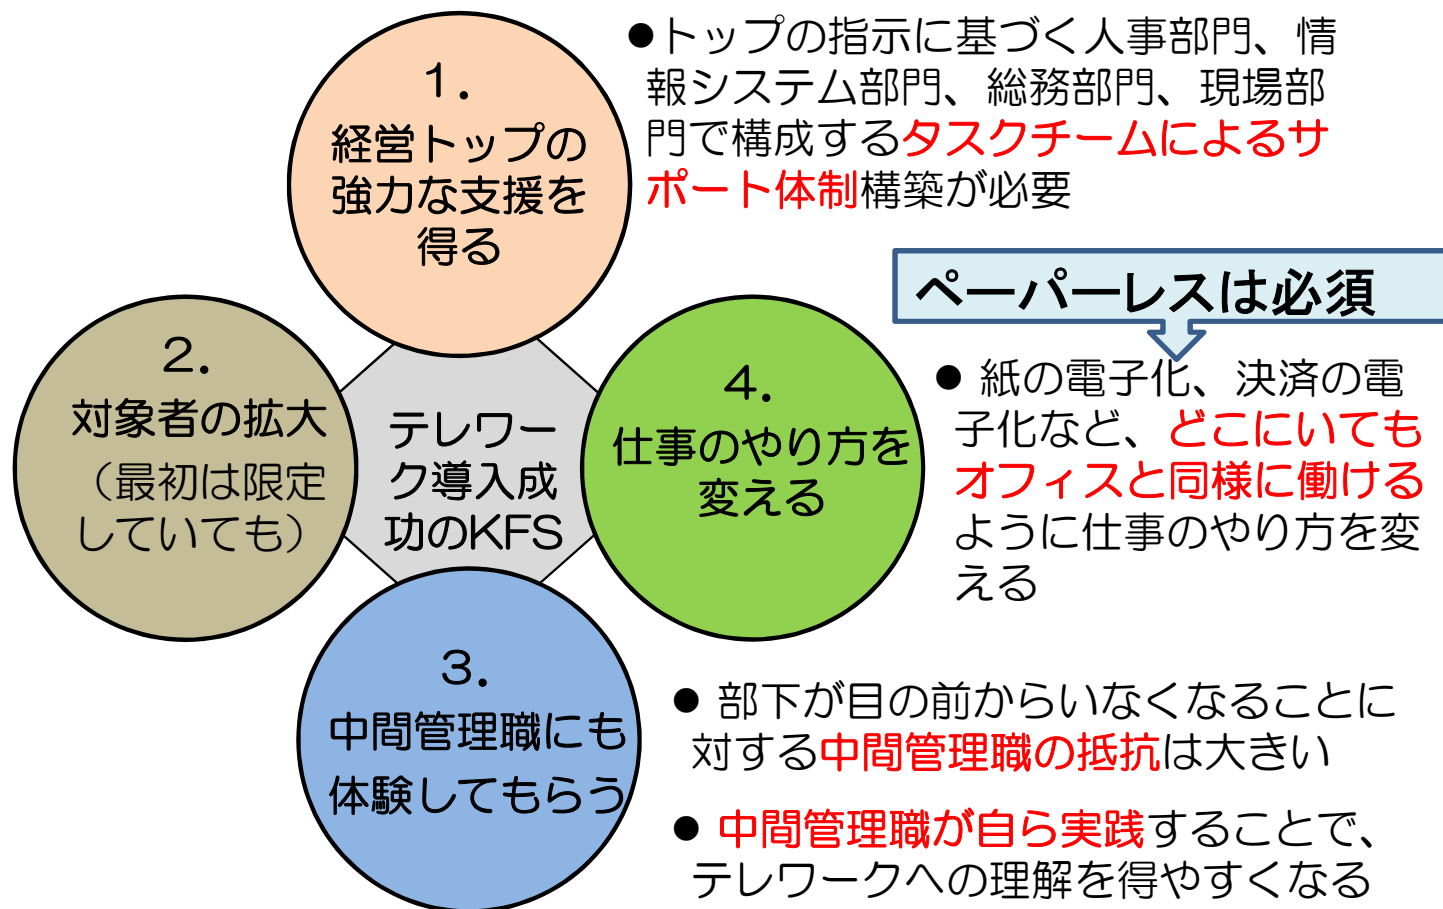 1.
経営トップの
強力な支援を
得る
●トップの指示に基づく人事部門、情
報システム部門、総務部門、現場部
門で構成するタスクチームによるサ
ポート体制構築が必要
2.
対象者の拡大
（最初は限定
していても）
テレワー
ク導入成
功のKFS
4.
仕事のやり方を
変える
ペーパーレスは必須
● 紙の電子化、決済の電
子化など、どこにいても
オフィスと同様に働ける
ように仕事のやり方を変
える
3.
中間管理職にも
体験してもらう
● 部下が目の前からいなくなることに
対する中間管理職の抵抗は大きい
● 中間管理職が自ら実践することで、
テレワークへの理解を得やすくなる